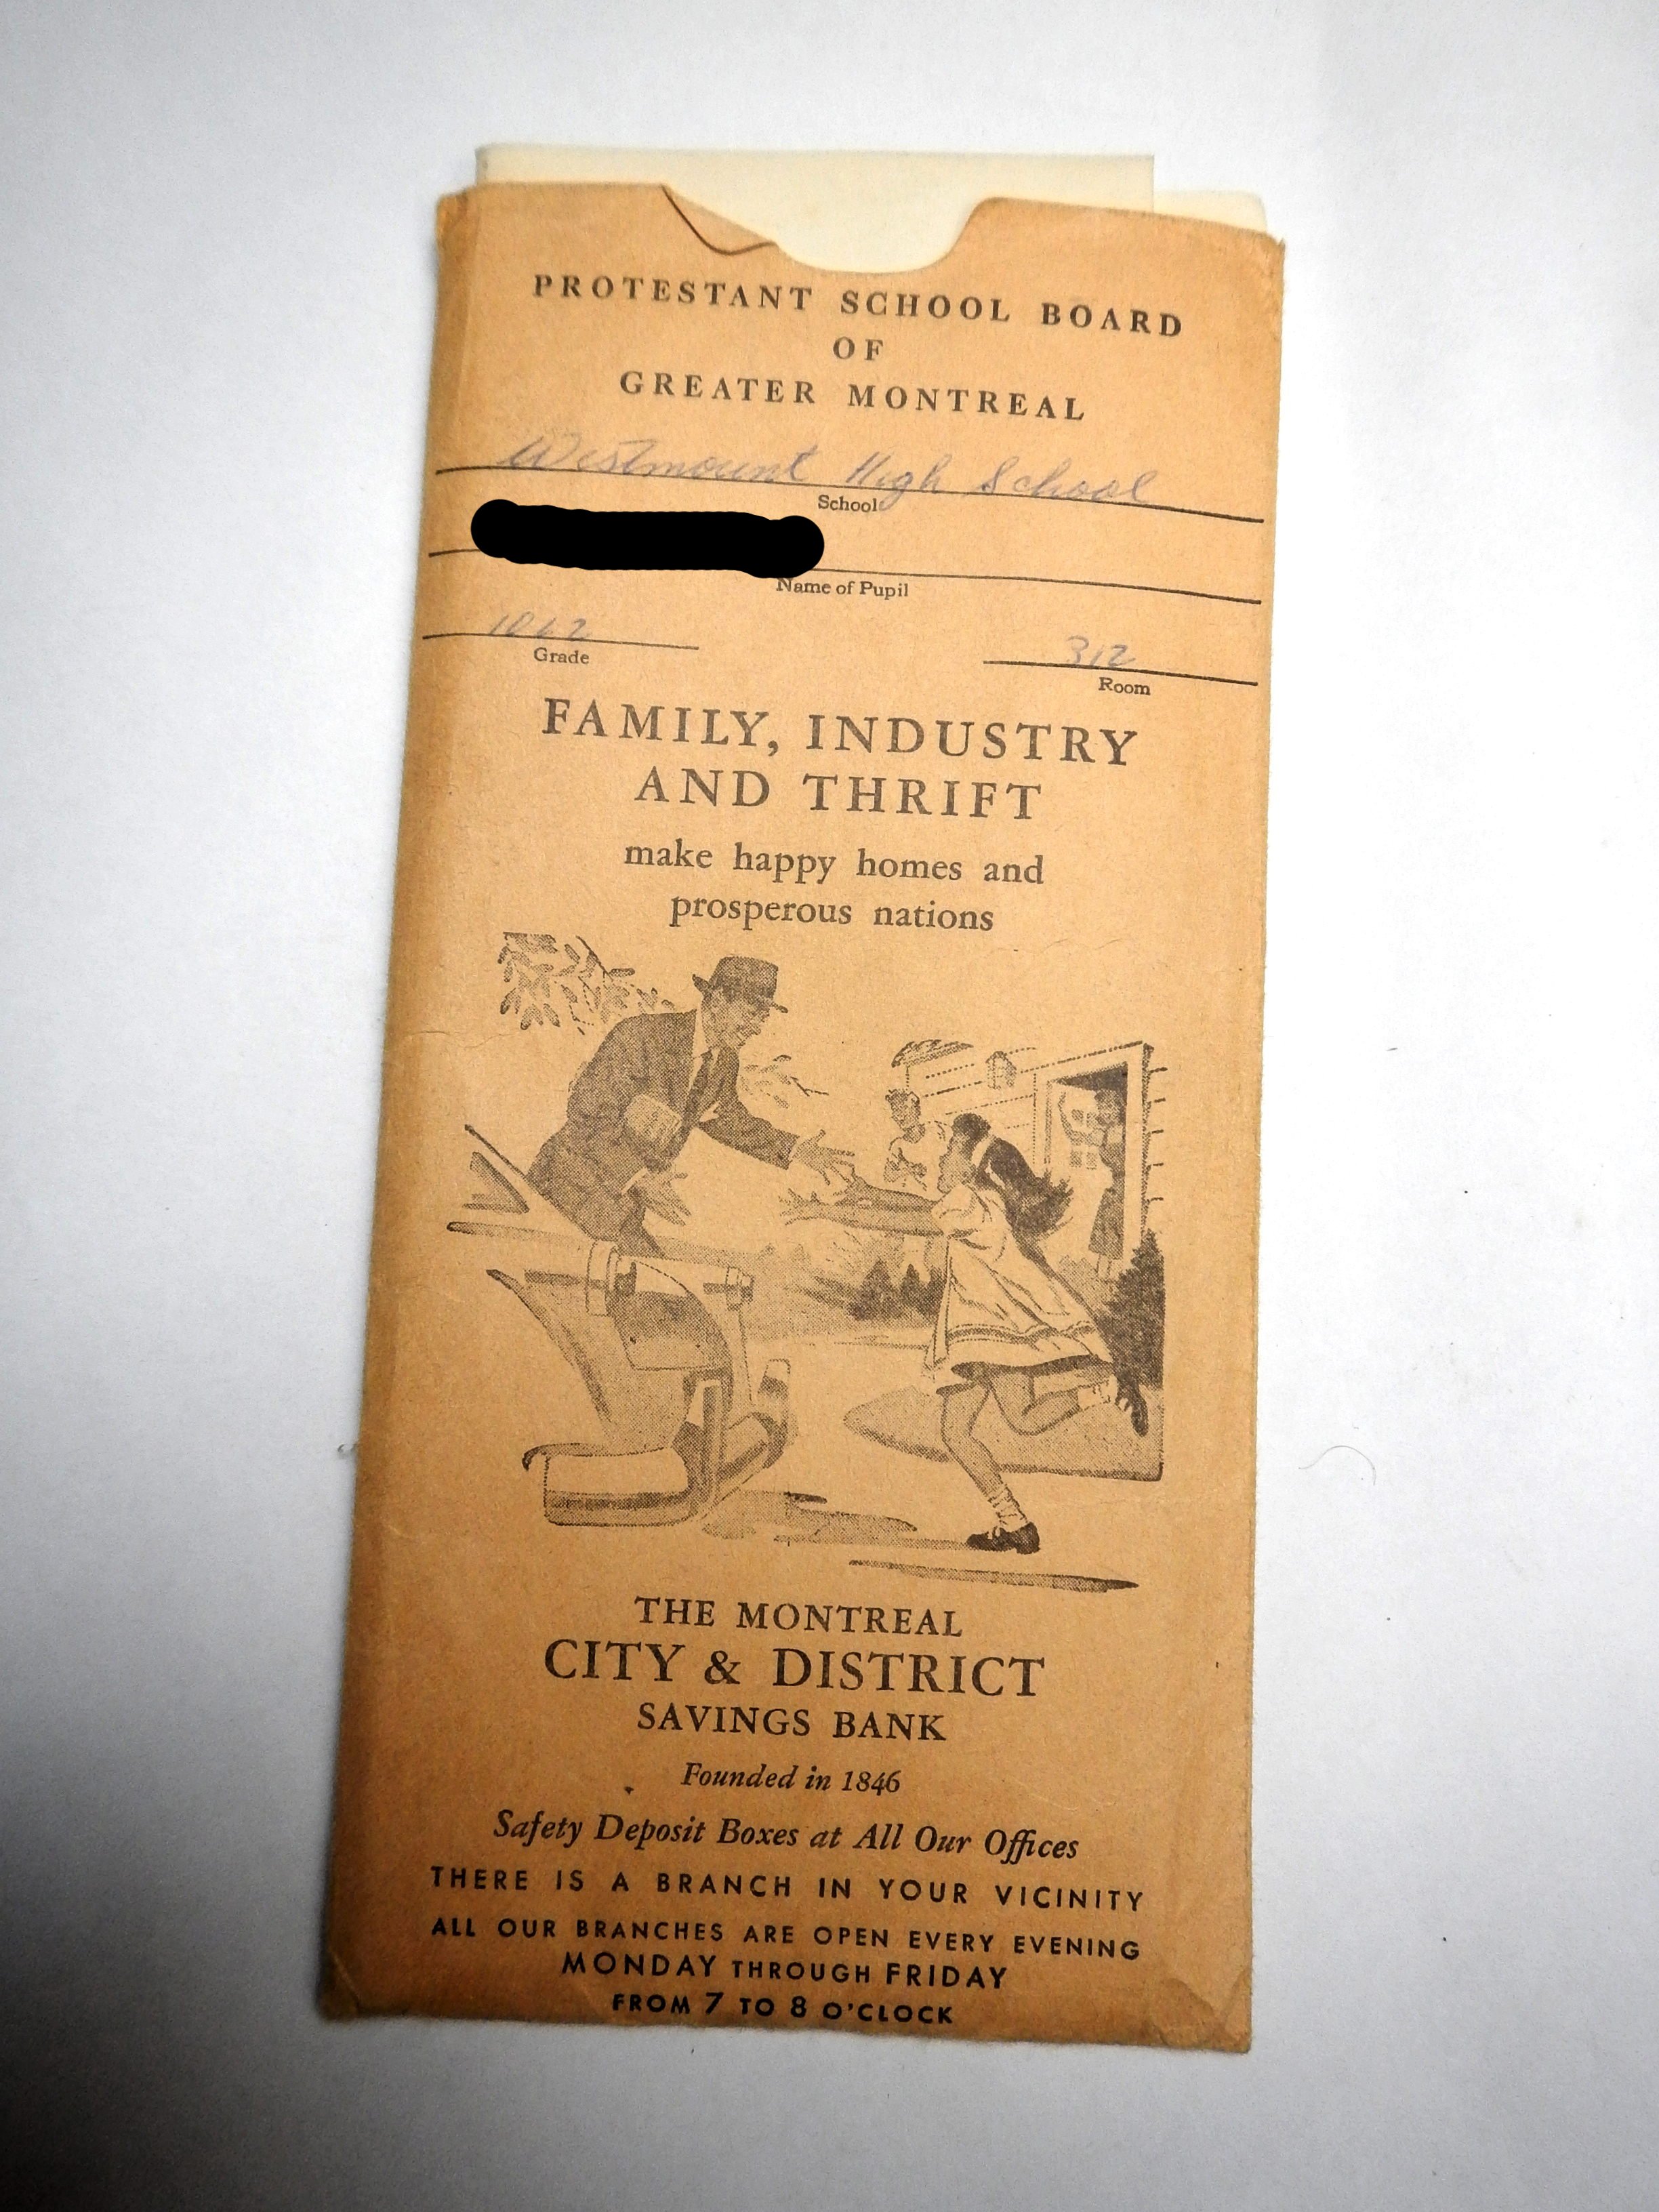 PROTESTANT SCHOOL BOARD
OF
GREATER MONTREAL
Westmount High School
School
Name of Pupil
312
Grade
Room
FAMILY, INDUSTRY
AND THRIFT
make happy homes and
prosperous nations
THE MONTREAL
CITY & DISTRICT
SAVINGS BANK
Founded in 1846
Safety Deposit Boxes at All Our Offices
THERE IS A BRANCH IN YOUR VICINITY
ALL OUR BRANCHES ARE OPEN EVERY EVENING
MONDAY THROUGH FRIDAY
FROM 7 TO 8 O'CLOCK